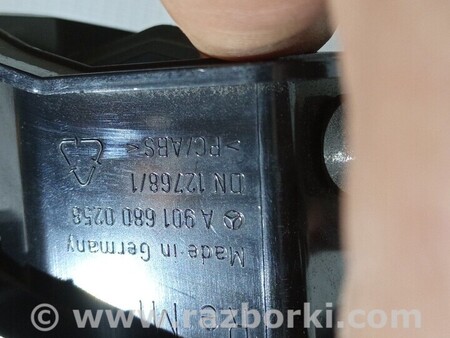 Made in Germany
A 901 680 0258
DN 12768/1
>PC/ABS<
© www.razborki.com